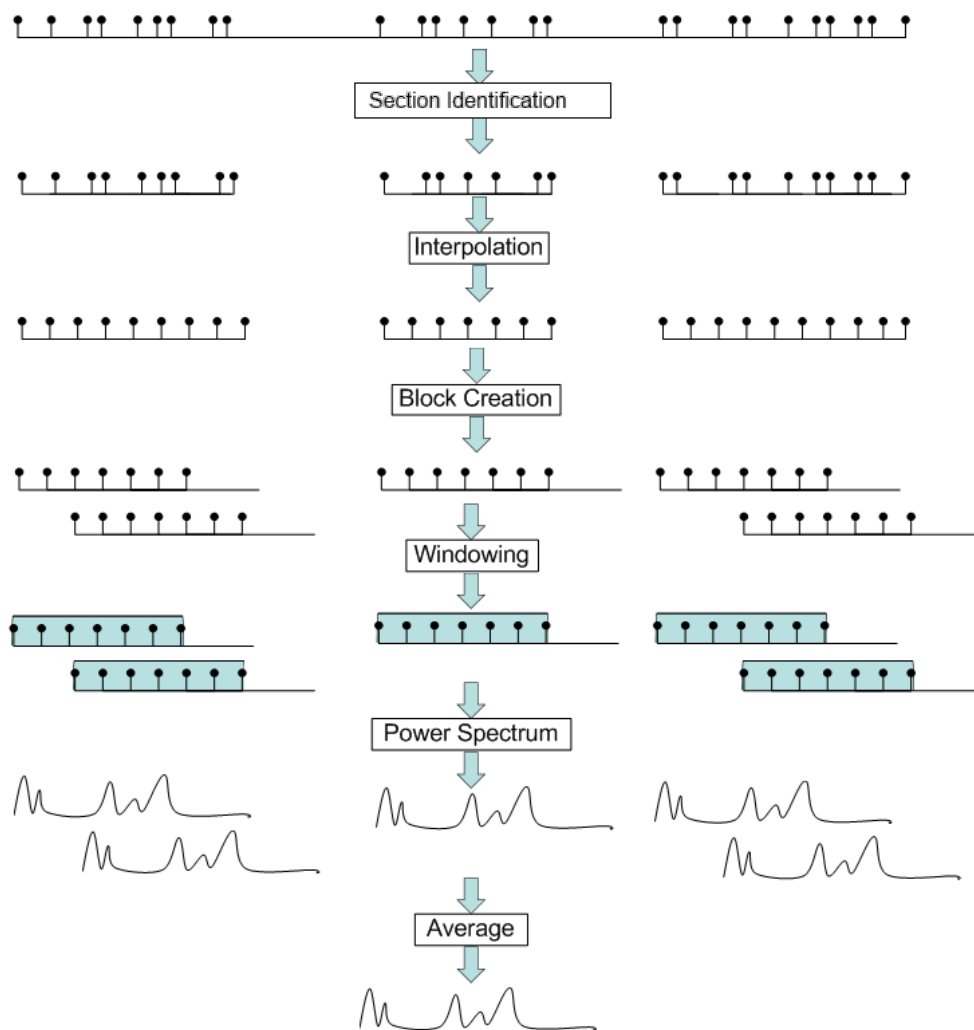 Section Identification
Interpolation
Block Creation
Windowing
Power Spectrum
Average